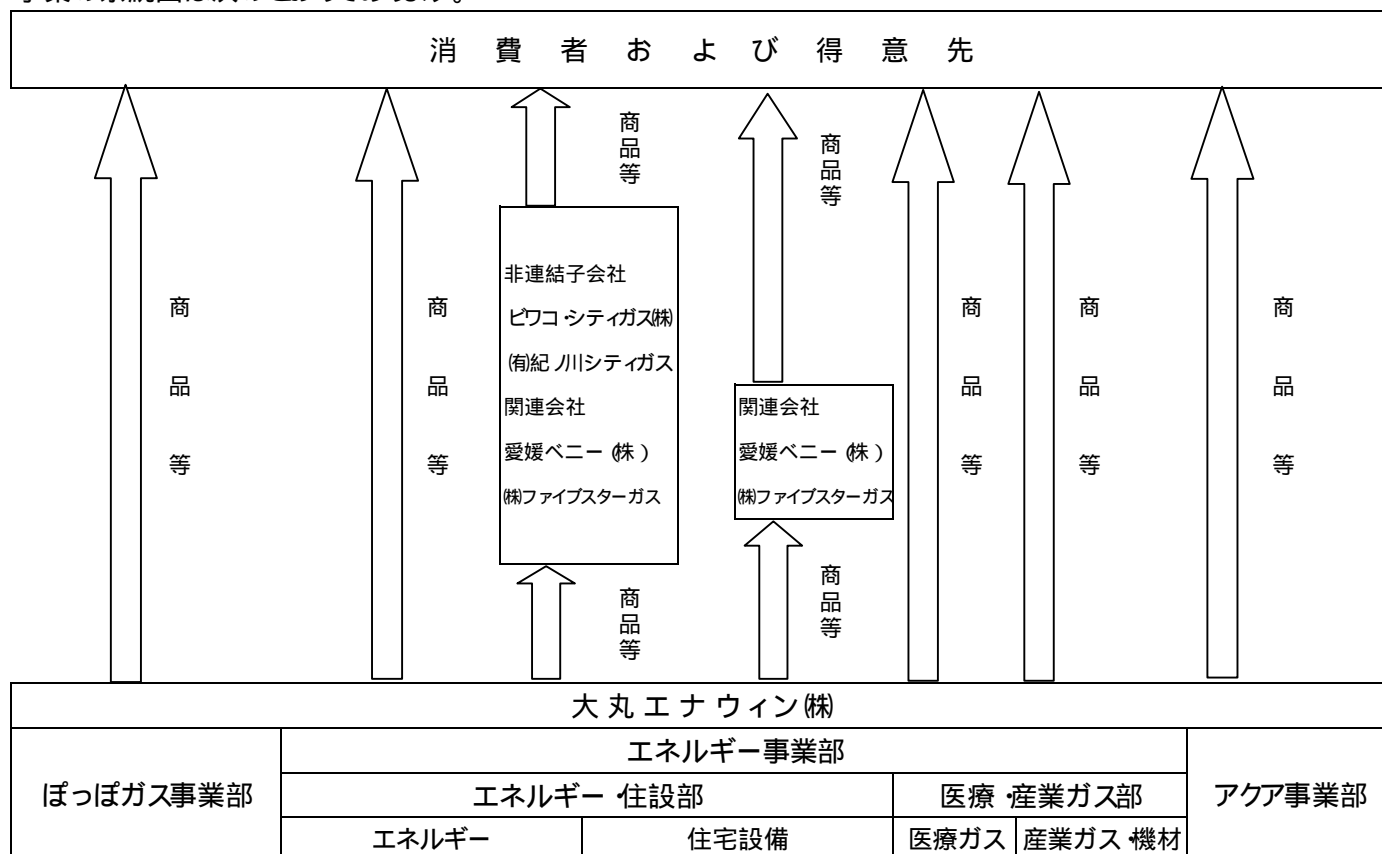 消費者および得意先
商品等
商品等
非連結子会社
ビワコ・シティガス㈱
㈲紀ノ川シティガス
関連会社
愛媛ベニー(株)
㈱ファイブスターガス
商品等
商品等
商品等
商品等
商品等
関連会社
愛媛ベニー(株)
㈱ファイブスターガス
商品等
商品等
大丸エナウィン㈱
ぽっぽガス事業部
エネルギー事業部
エネルギー・住設部
医療・産業ガス部
アクア事業部
エネルギー
住宅設備
医療ガス
産業ガス・機材